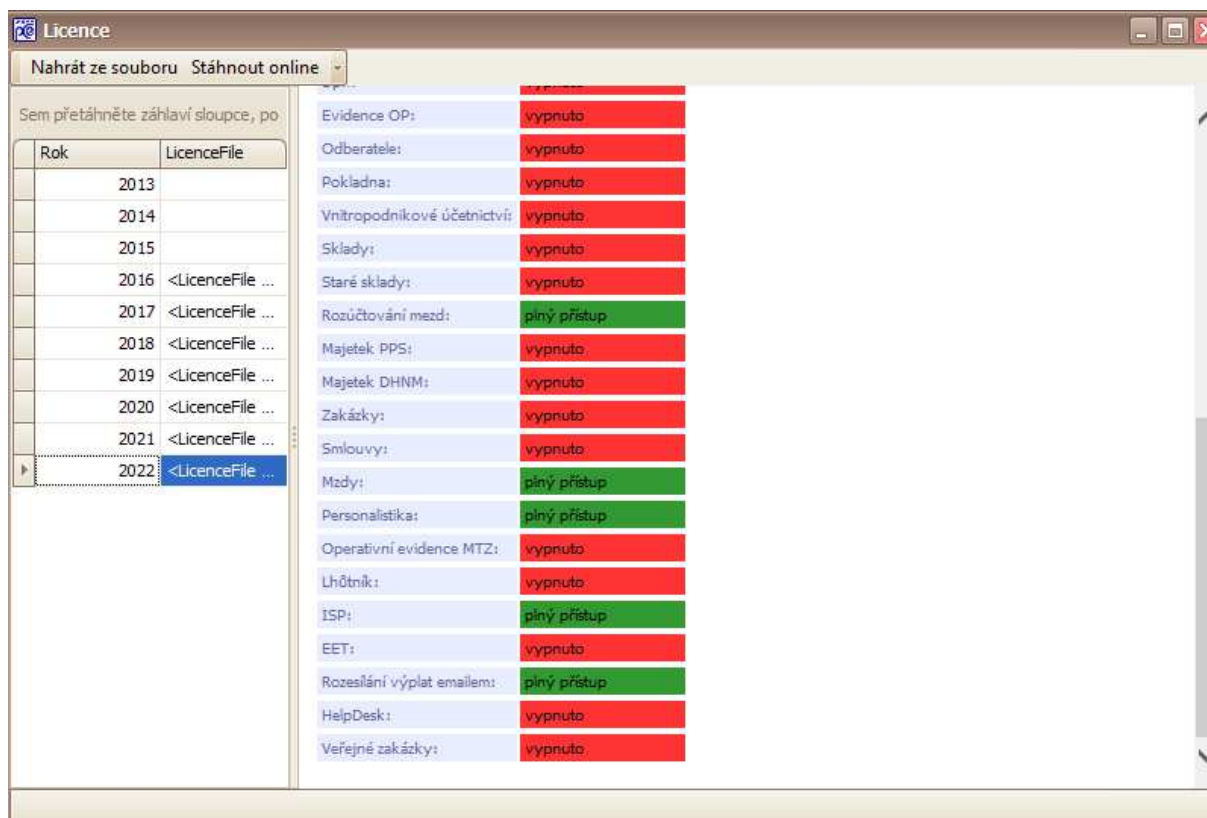 Licence
Nahrát ze souboru Stáhnout online
Sem přetáhněte záhlaví sloupce, po
Rok LicenceFile
2013
2014
2015
2016 <LicenceFile ...
2017 <LicenceFile ...
2018 <LicenceFile ...
2019 <LicenceFile ...
2020 <LicenceFile ...
2021 <LicenceFile ...
2022 <LicenceFile ...
vypnuto
Evidence OP: vypnuto
Odberatele: vypnuto
Pokladna: vypnuto
Vnitropodnikové účetnictví: vypnuto
Sklady: vypnuto
Staré sklady: vypnuto
Rozúčtování mezd: plný přístup
Majetek PPS: vypnuto
Majetek DHNM: vypnuto
Zakázky: vypnuto
Smlouvy: vypnuto
Mzdy: plný přístup
Personalistika: plný přístup
Operativní evidence MTZ: vypnuto
Lhôtník: vypnuto
ISP: plný přístup
EET: vypnuto
Rozesílání výplat emailem: plný přístup
HelpDesk: vypnuto
Veřejné zakázky: vypnuto